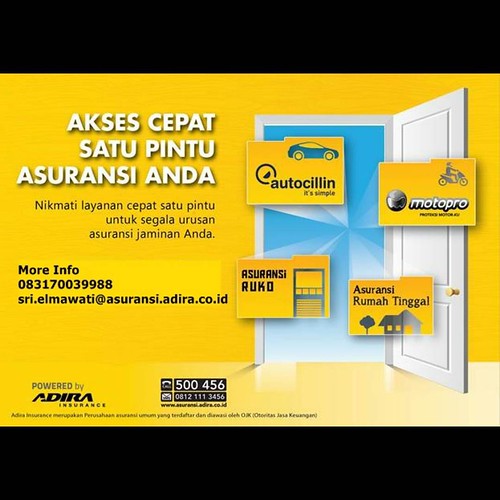 AKSES CEPAT
SATU PINTU
ASURANSI ANDA
Nikmati layanan cepat satu pintu
untuk segala urusan
asuransi jaminan Anda.
More Info
083170039988
sri.elmawati@asuransi.adira.co.id
autocillin
it's simple
motopro
PROTEKSI MOTOR-KU
ASURANSI
RUKO
Asuransi
Rumah Tinggal
POWERED by
ADIRA
INSURANCE
500 456
0812 111 3456
www.asuransi.adira.co.id
Adira Insurance merupakan Perusahaan asuransi umum yang terdaftar dan diawasi oleh OJK (Otoritas Jasa Keuangan)